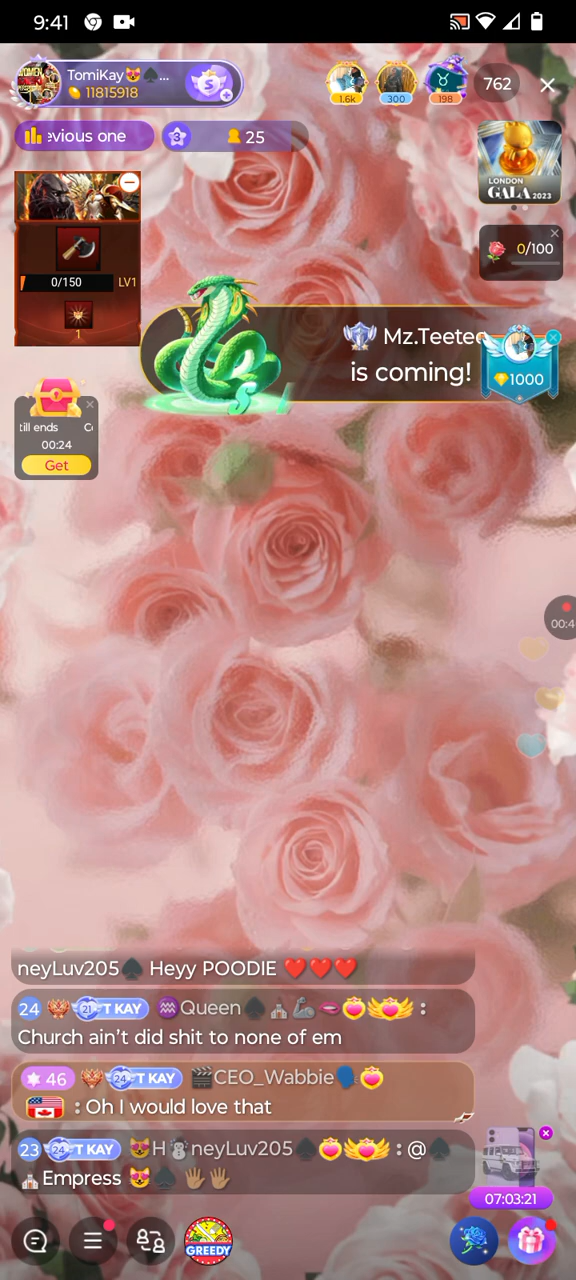 9:41
TomiKay😻♠️...
11815918
S
1.6k
300
198
762
evious one
3
25
LONDON
GALA 2023
0/150
LV1
1
0/100
Mz.Teetee
is coming!
1000
till ends
00:24
Get
00:4
neyLuv205♠️ Heyy POODIE ❤️❤️❤️
24 21 T KAY ♒Queen♠️⛪🦾👄 :
Church ain't did shit to none of em
46 24 T KAY 🎬CEO_Wabbie🗣️
🇺🇸🇨🇦 : Oh I would love that
23 24 T KAY 😻H☃️neyLuv205♠️ : @♠️
⛪Empress 😻♠️🖐🏽🖐🏽
07:03:21
GREEDY